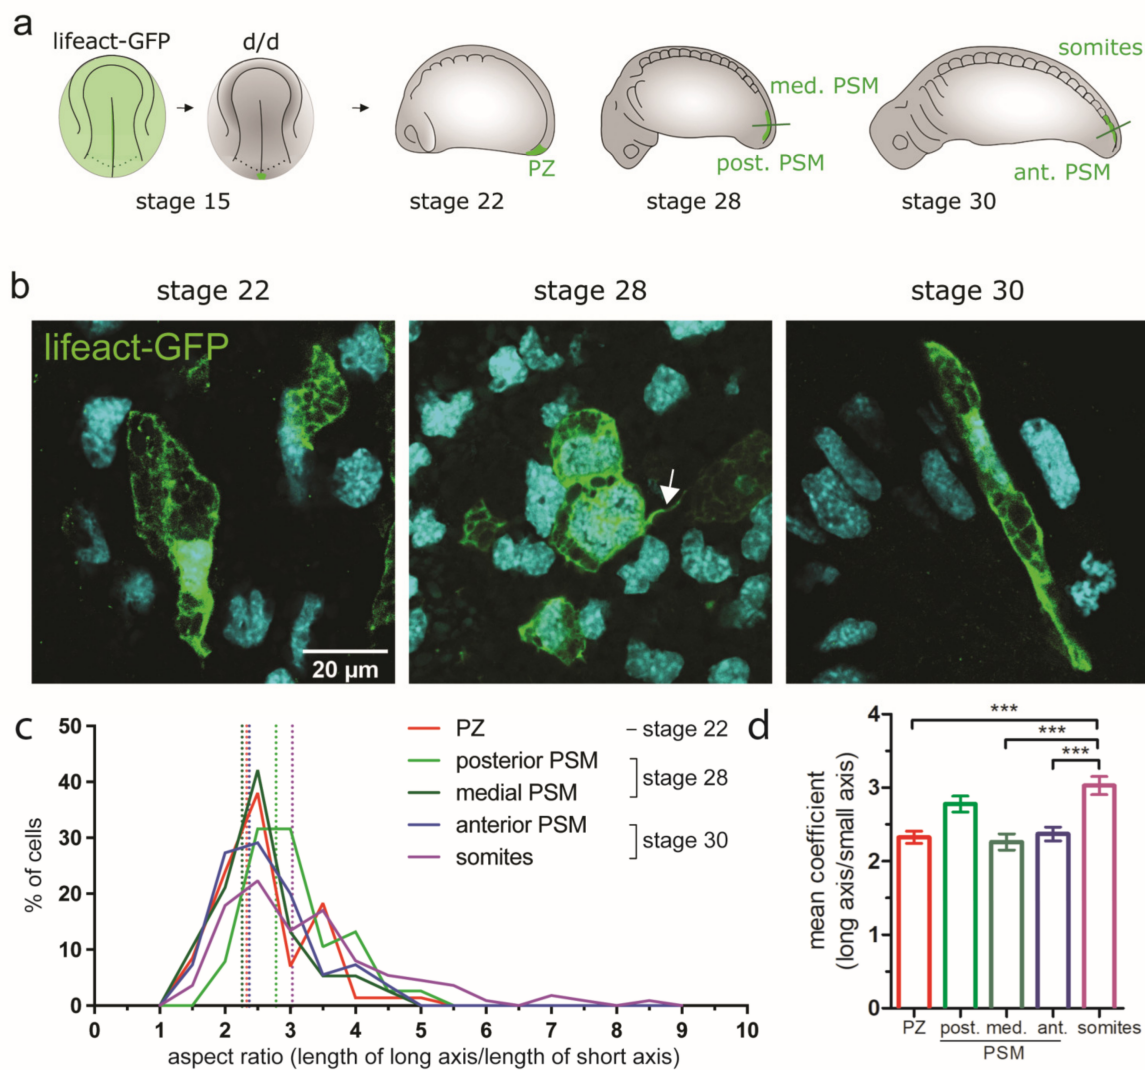 a
lifeact-GFP
d/d
somites
med. PSM
PZ
post. PSM
ant. PSM
stage 15
stage 22
stage 28
stage 30
b
stage 22
stage 28
stage 30
lifeact-GFP
20 µm
c
50
40
30
20
10
0
% of cells
PZ
posterior PSM
medial PSM
anterior PSM
somites
stage 22
stage 28
stage 30
0 1 2 3 4 5 6 7 8 9 10
aspect ratio (length of long axis/length of short axis)
d
4
3
2
1
0
mean coefficient
(long axis/small axis)
***
***
***
PZ post. med. ant. somites
PSM